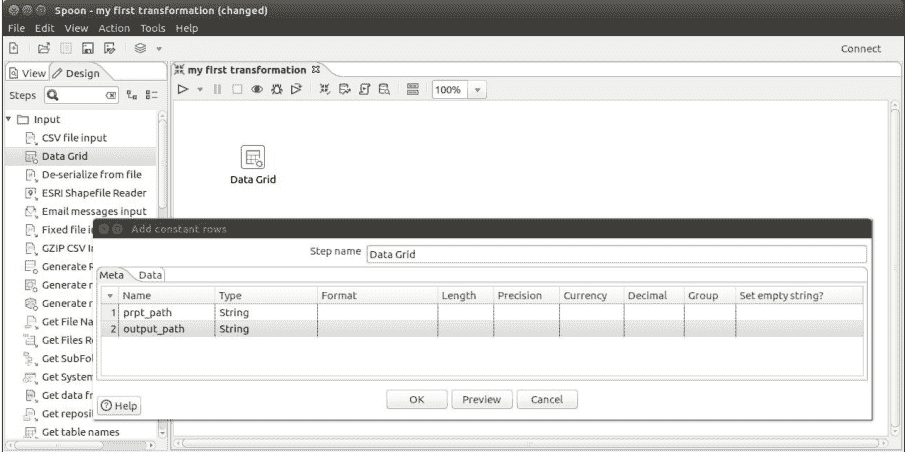 Spoon - my first transformation (changed)
File Edit View Action Tools Help
Connect
View Design
my first transformation
Steps
100%
Input
CSV file input
Data Grid
De-serialize from file
ESRI Shapefile Reader
Email messages input
Fixed file i
GZIP CSV I
Generate R
Generate r
Generate r
Get File Na
Get Files R
Get SubFol
Get System
Get data fr
Get reposi
Get table names
Data Grid
Add constant rows
Step name Data Grid
Meta Data
Name Type Format Length Precision Currency Decimal Group Set empty string?
1 prpt_path String
2 output_path String
Help
OK Preview Cancel